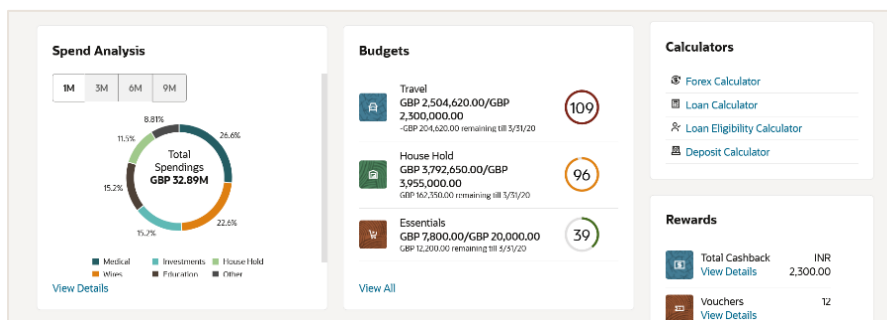 Spend Analysis
1M 3M 6M 9M
8.81%
26.6%
11.5%
Total
Spendings
GBP 32.89M
15.2%
22.6%
15.2%
Medical Investments House Hold
Wires Education Other
View Details
Budgets
Travel
GBP 2,504,620.00/GBP
2,300,000.00
-GBP 204,620.00 remaining till 3/31/20
109
House Hold
GBP 3,792,650.00/GBP
3,955,000.00
GBP 162,350.00 remaining till 3/31/20
96
Essentials
GBP 7,800.00/GBP 20,000.00
GBP 12,200.00 remaining till 3/31/20
39
View All
Calculators
Forex Calculator
Loan Calculator
Loan Eligibility Calculator
Deposit Calculator
Rewards
Total Cashback INR
View Details 2,300.00
Vouchers 12
View Details